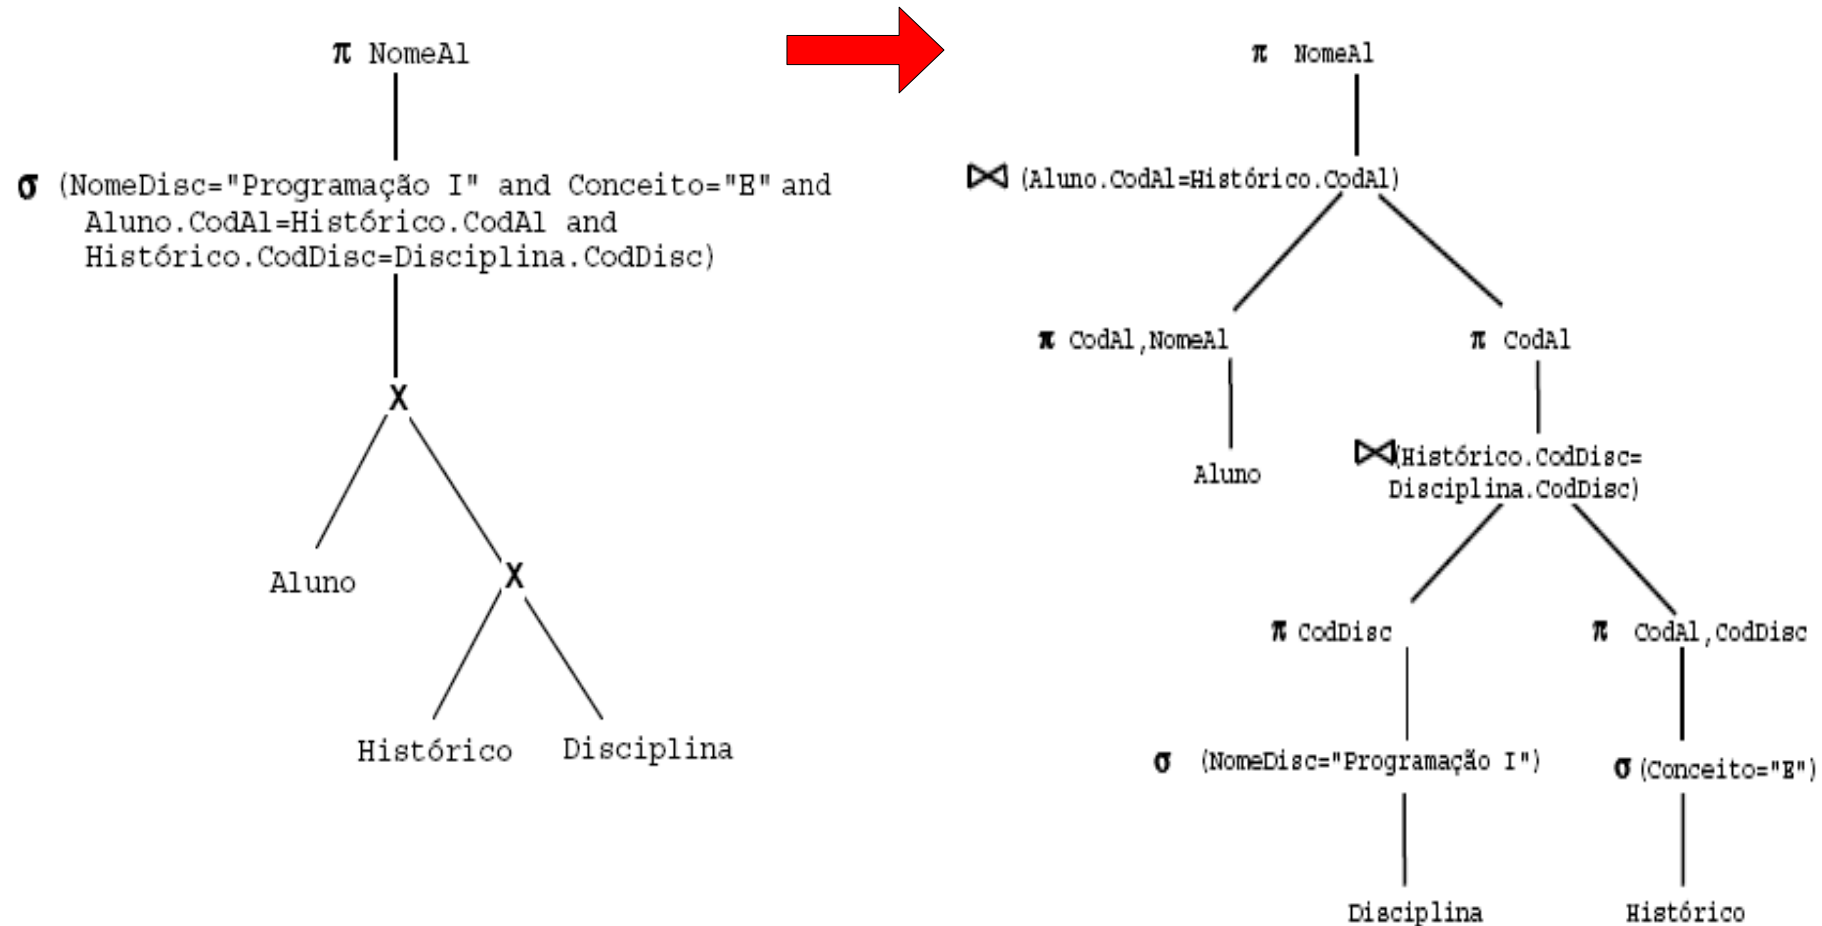 π NomeAl
σ (NomeDisc="Programação I" and Conceito="E" and
Aluno.CodAl=Histórico.CodAl and
Histórico.CodDisc=Disciplina.CodDisc)
X
Aluno
X
Histórico Disciplina
π NomeAl
⋈ (Aluno.CodAl=Histórico.CodAl)
π CodAl,NomeAl
π CodAl
Aluno
⋈(Histórico.CodDisc=
Disciplina.CodDisc)
π CodDisc
π CodAl,CodDisc
σ (NomeDisc="Programação I")
σ (Conceito="E")
Disciplina
Histórico